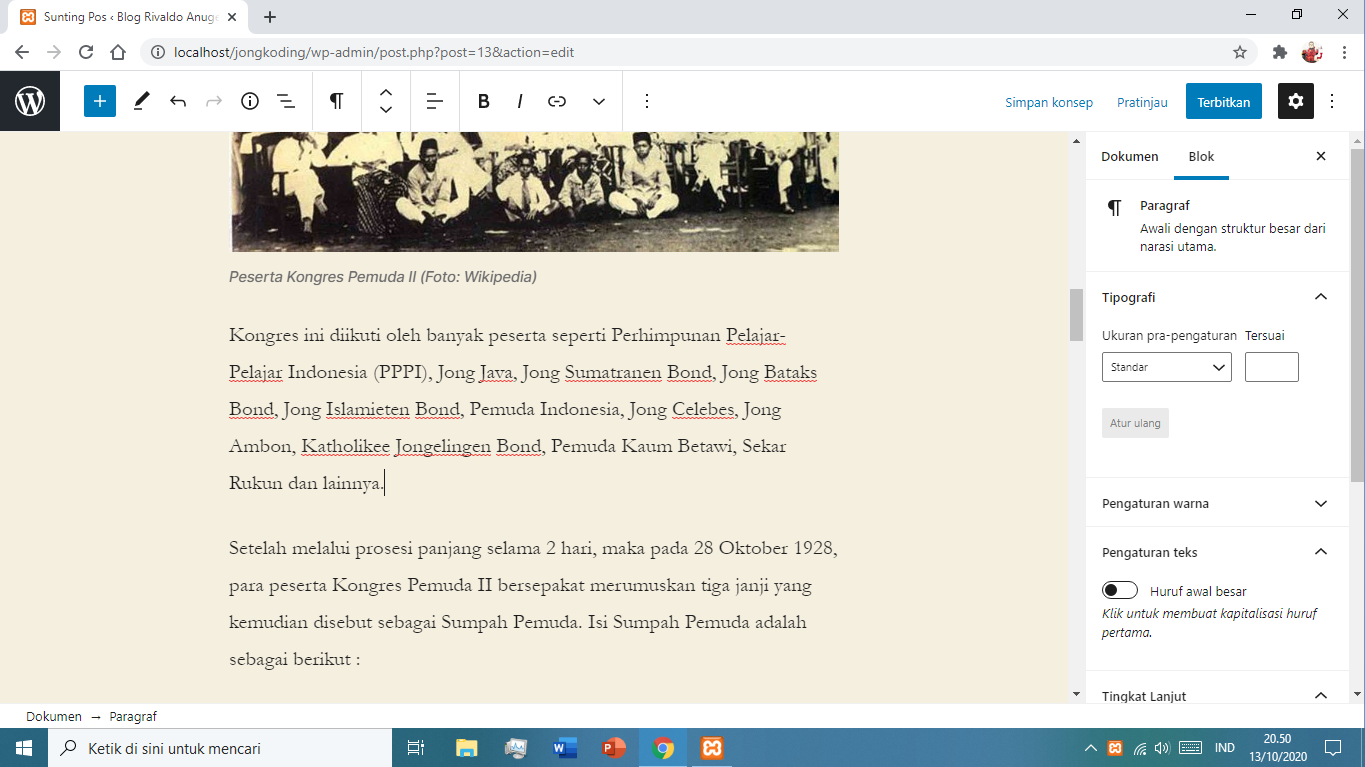 Sunting Pos ‹ Blog Rivaldo Anuge
localhost/jongkoding/wp-admin/post.php?post=13&action=edit
B I
Simpan konsep Pratinjau Terbitkan
Peserta Kongres Pemuda II (Foto: Wikipedia)
Kongres ini diikuti oleh banyak peserta seperti Perhimpunan Pelajar-
Pelajar Indonesia (PPPI), Jong Java, Jong Sumatranen Bond, Jong Bataks
Bond, Jong Islamieten Bond, Pemuda Indonesia, Jong Celebes, Jong
Ambon, Katholikee Jongelingen Bond, Pemuda Kaum Betawi, Sekar
Rukun dan lainnya.
Setelah melalui prosesi panjang selama 2 hari, maka pada 28 Oktober 1928,
para peserta Kongres Pemuda II bersepakat merumuskan tiga janji yang
kemudian disebut sebagai Sumpah Pemuda. Isi Sumpah Pemuda adalah
sebagai berikut :
Dokumen Blok
Paragraf
Awali dengan struktur besar dari
narasi utama.
Tipografi
Ukuran pra-pengaturan Tersuai
Standar
Atur ulang
Pengaturan warna
Pengaturan teks
Huruf awal besar
Klik untuk membuat kapitalisasi huruf
pertama.
Tingkat Lanjut
Dokumen → Paragraf
Ketik di sini untuk mencari
IND
20.50
13/10/2020